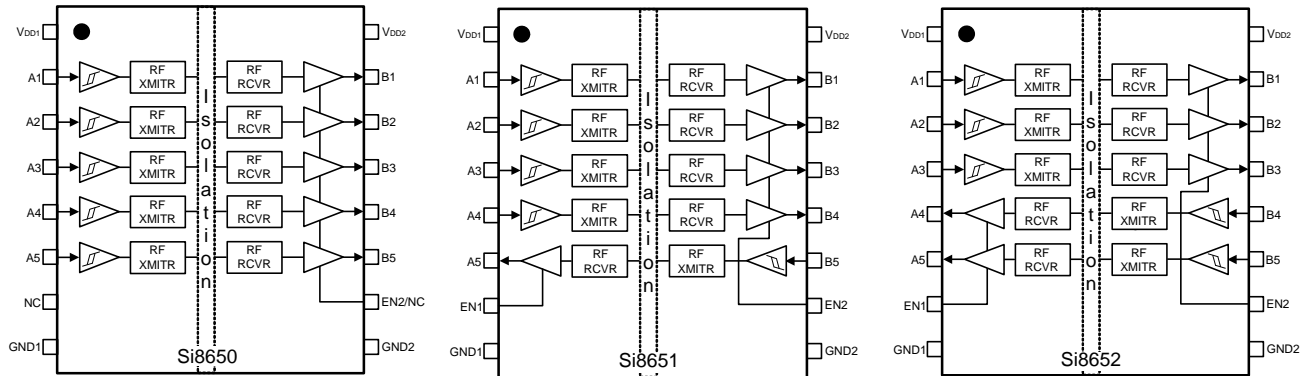 VDD1
VDD2
A1
RF XMITR
RF RCVR
B1
A2
RF XMITR
RF RCVR
B2
A3
RF XMITR
RF RCVR
B3
A4
RF XMITR
RF RCVR
B4
A5
RF XMITR
RF RCVR
B5
Isolation
NC
EN2/NC
GND1
GND2
Si8650
VDD1
VDD2
A1
RF XMITR
RF RCVR
B1
A2
RF XMITR
RF RCVR
B2
A3
RF XMITR
RF RCVR
B3
A4
RF XMITR
RF RCVR
B4
A5
RF RCVR
RF XMITR
B5
Isolation
EN1
EN2
GND1
GND2
Si8651
VDD1
VDD2
A1
RF XMITR
RF RCVR
B1
A2
RF XMITR
RF RCVR
B2
A3
RF XMITR
RF RCVR
B3
A4
RF RCVR
RF XMITR
B4
A5
RF RCVR
RF XMITR
B5
Isolation
EN1
EN2
GND1
GND2
Si8652